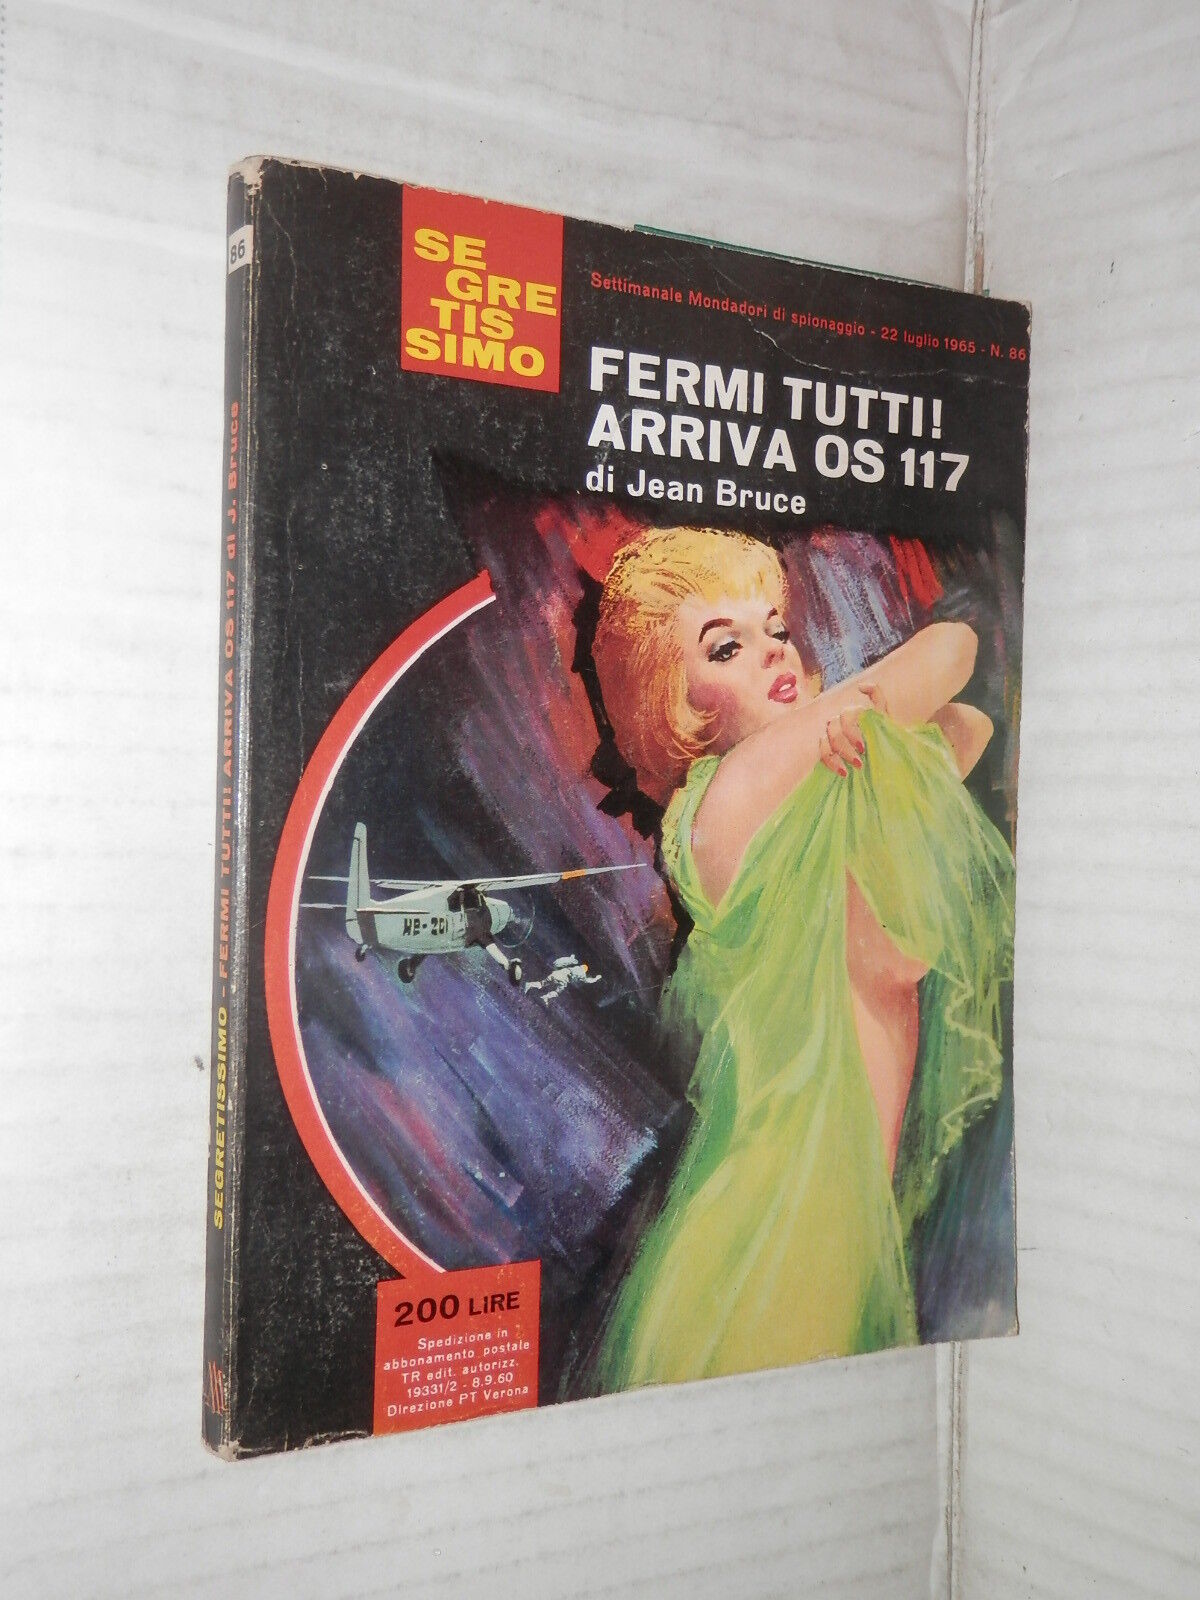 SE
GRE
TIS
SIMO
Settimanale Mondadori di spionaggio - 22 luglio 1965 - N. 86
FERMI TUTTI!
ARRIVA OS 117
di Jean Bruce
HB-201
200 LIRE
Spedizione in
abbonamento postale
TR edit. autorizz.
19331/2 - 8.9.60
Direzione PT Verona
86
SEGRETISSIMO - FERMI TUTTI! ARRIVA OS 117 di J. Bruce